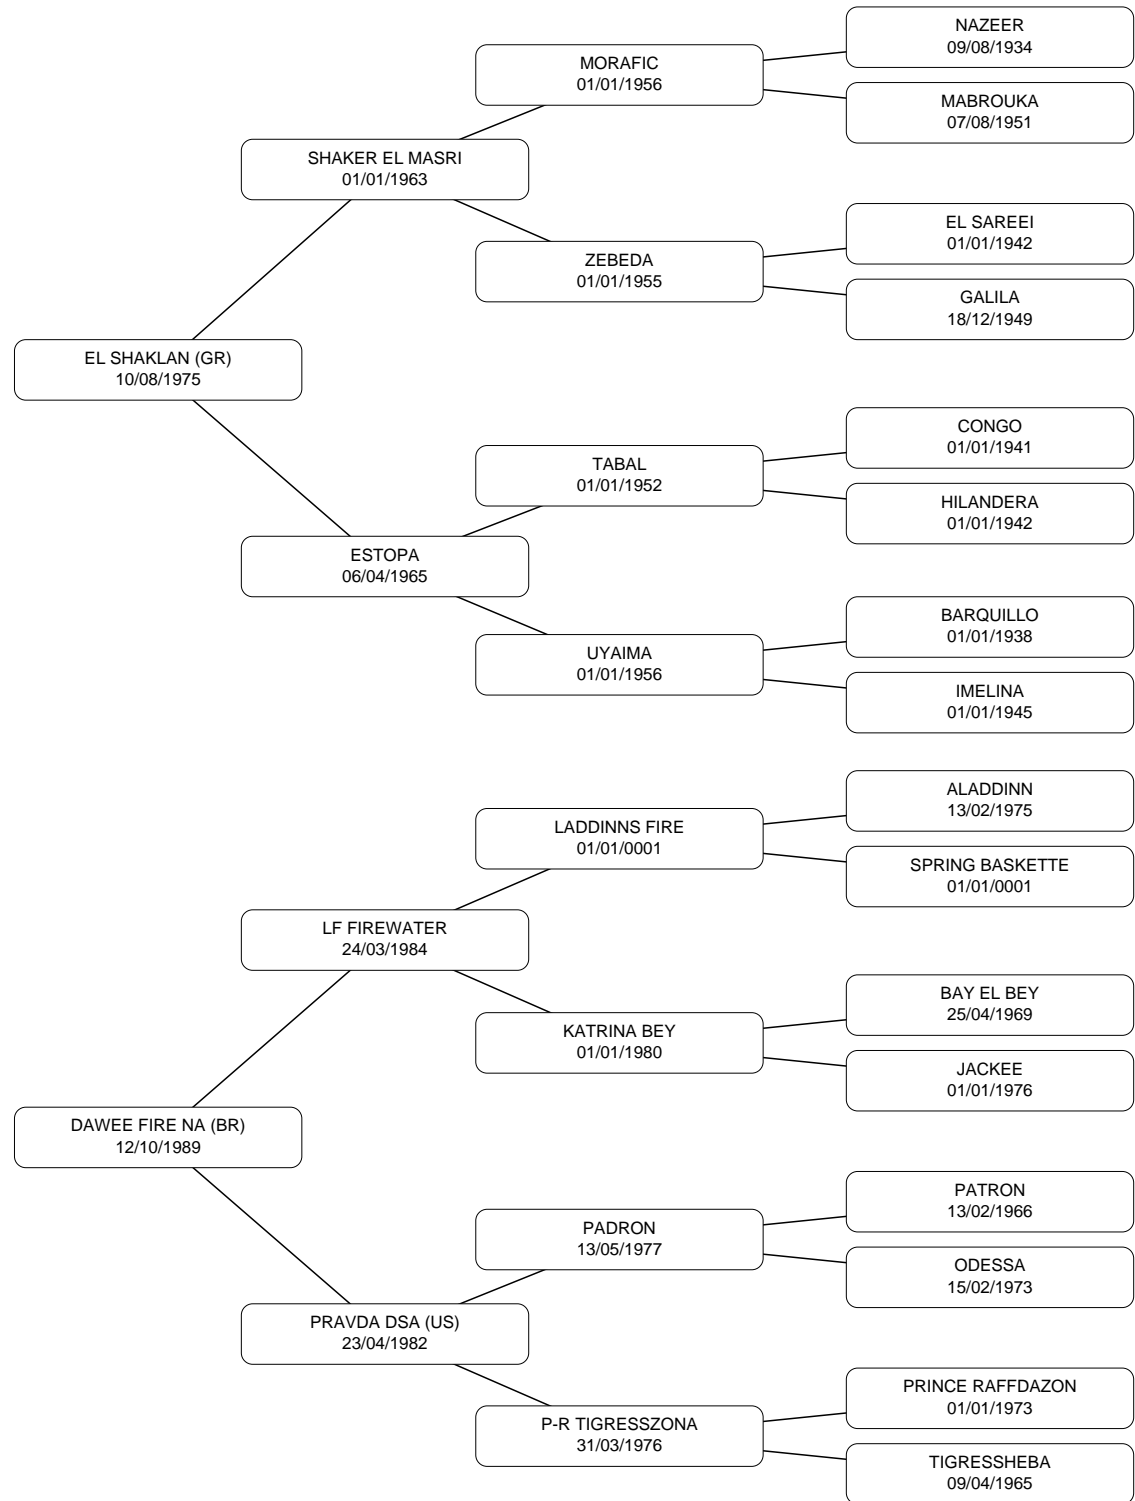 NAZEER
09/08/1934
MORAFIC
01/01/1956
MABROUKA
07/08/1951
SHAKER EL MASRI
01/01/1963
EL SAREEI
01/01/1942
ZEBEDA
01/01/1955
GALILA
18/12/1949
EL SHAKLAN (GR)
10/08/1975
CONGO
01/01/1941
TABAL
01/01/1952
HILANDERA
01/01/1942
ESTOPA
06/04/1965
BARQUILLO
01/01/1938
UYAIMA
01/01/1956
IMELINA
01/01/1945
ALADDINN
13/02/1975
LADDINNS FIRE
01/01/0001
SPRING BASKETTE
01/01/0001
LF FIREWATER
24/03/1984
BAY EL BEY
25/04/1969
KATRINA BEY
01/01/1980
JACKEE
01/01/1976
DAWEE FIRE NA (BR)
12/10/1989
PATRON
13/02/1966
PADRON
13/05/1977
ODESSA
15/02/1973
PRAVDA DSA (US)
23/04/1982
PRINCE RAFFDAZON
01/01/1973
P-R TIGRESSZONA
31/03/1976
TIGRESSHEBA
09/04/1965